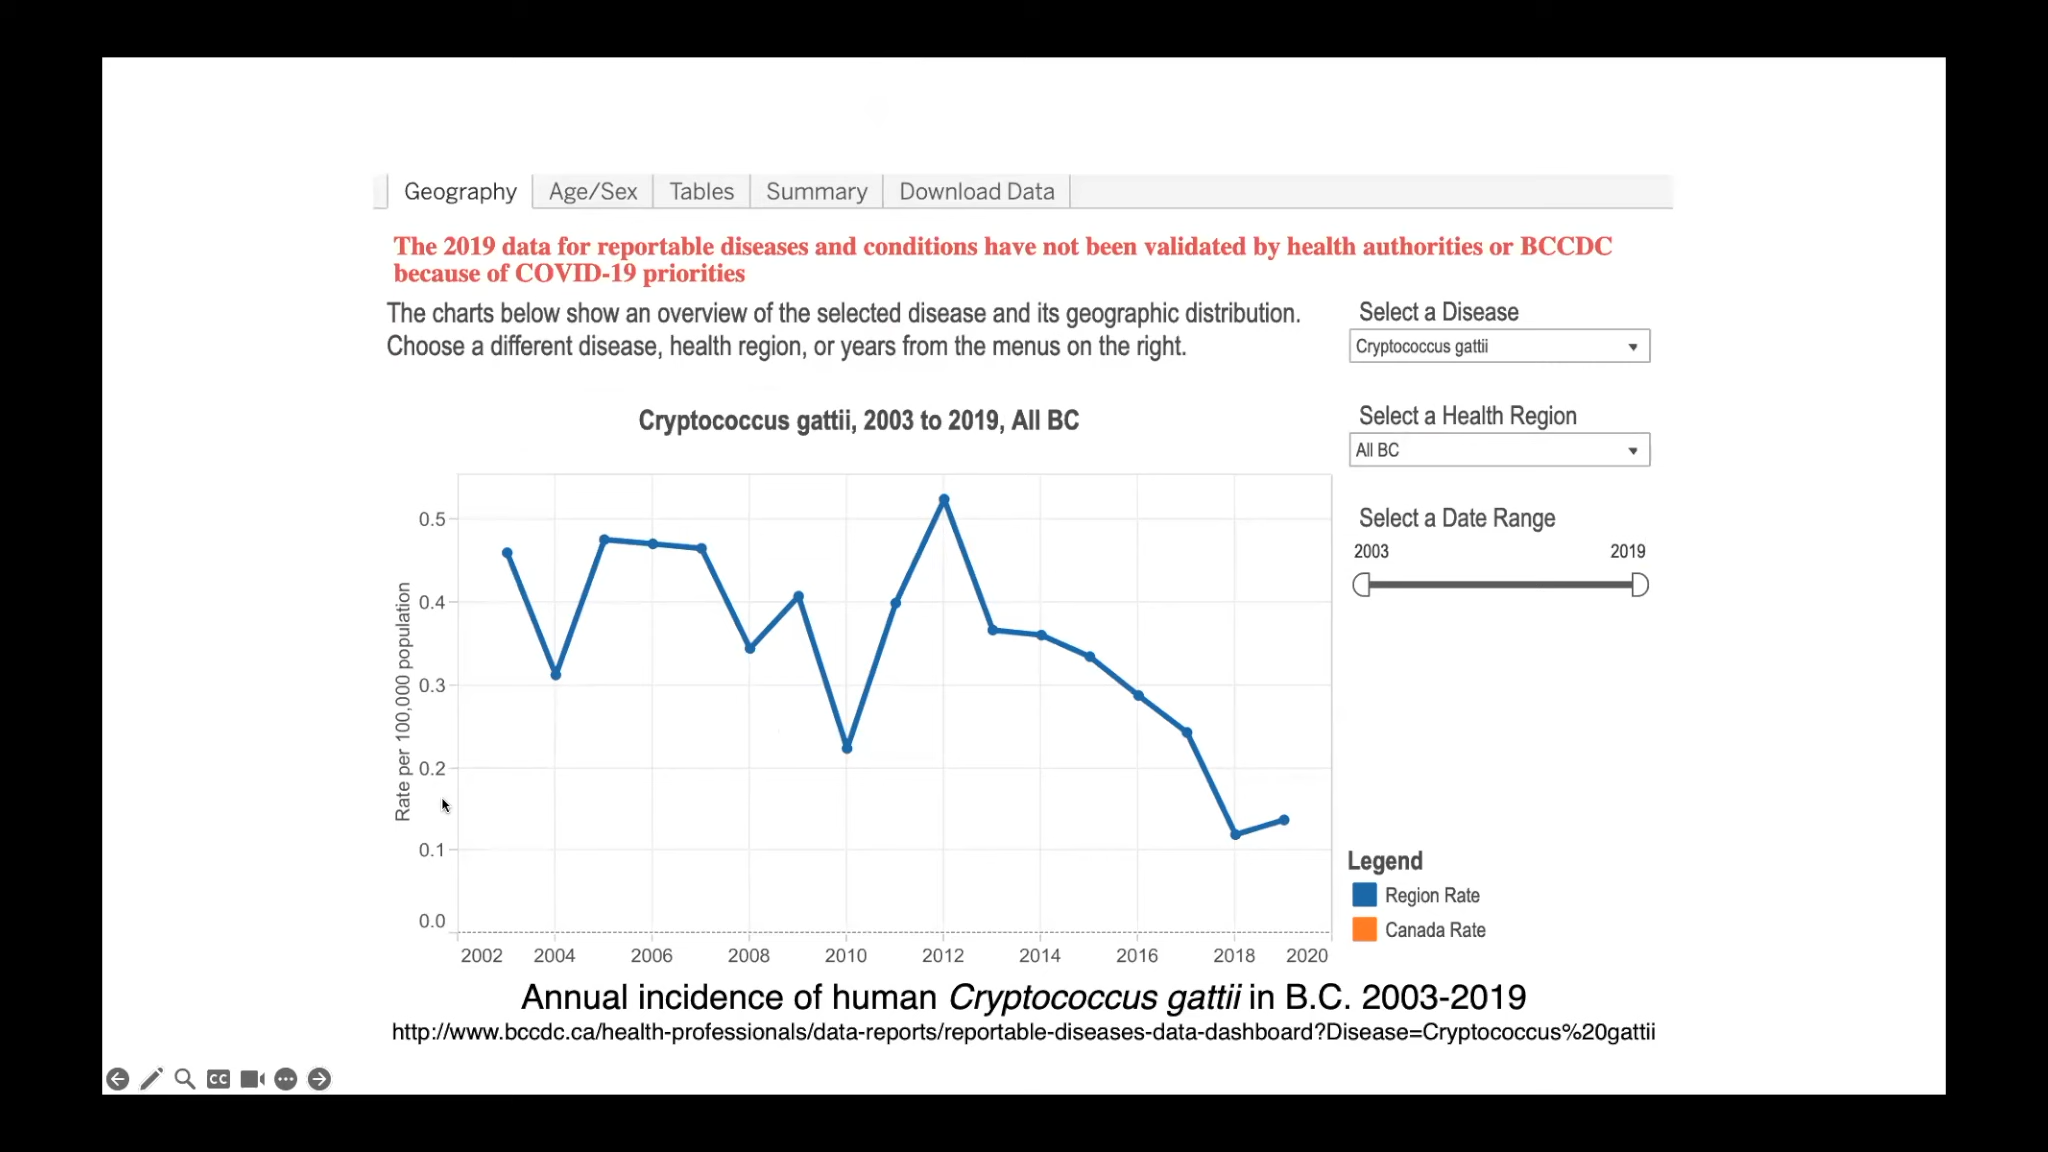 Geography Age/Sex Tables Summary Download Data
The 2019 data for reportable diseases and conditions have not been validated by health authorities or BCCDC
because of COVID-19 priorities
The charts below show an overview of the selected disease and its geographic distribution.
Choose a different disease, health region, or years from the menus on the right.
Select a Disease
Cryptococcus gattii
Select a Health Region
All BC
Select a Date Range
2003 2019
Cryptococcus gattii, 2003 to 2019, All BC
Rate per 100,000 population
0.5
0.4
0.3
0.2
0.1
0.0
2002 2004 2006 2008 2010 2012 2014 2016 2018 2020
Legend
Region Rate
Canada Rate
Annual incidence of human Cryptococcus gattii in B.C. 2003-2019
http://www.bccdc.ca/health-professionals/data-reports/reportable-diseases-data-dashboard?Disease=Cryptococcus%20gattii
CC